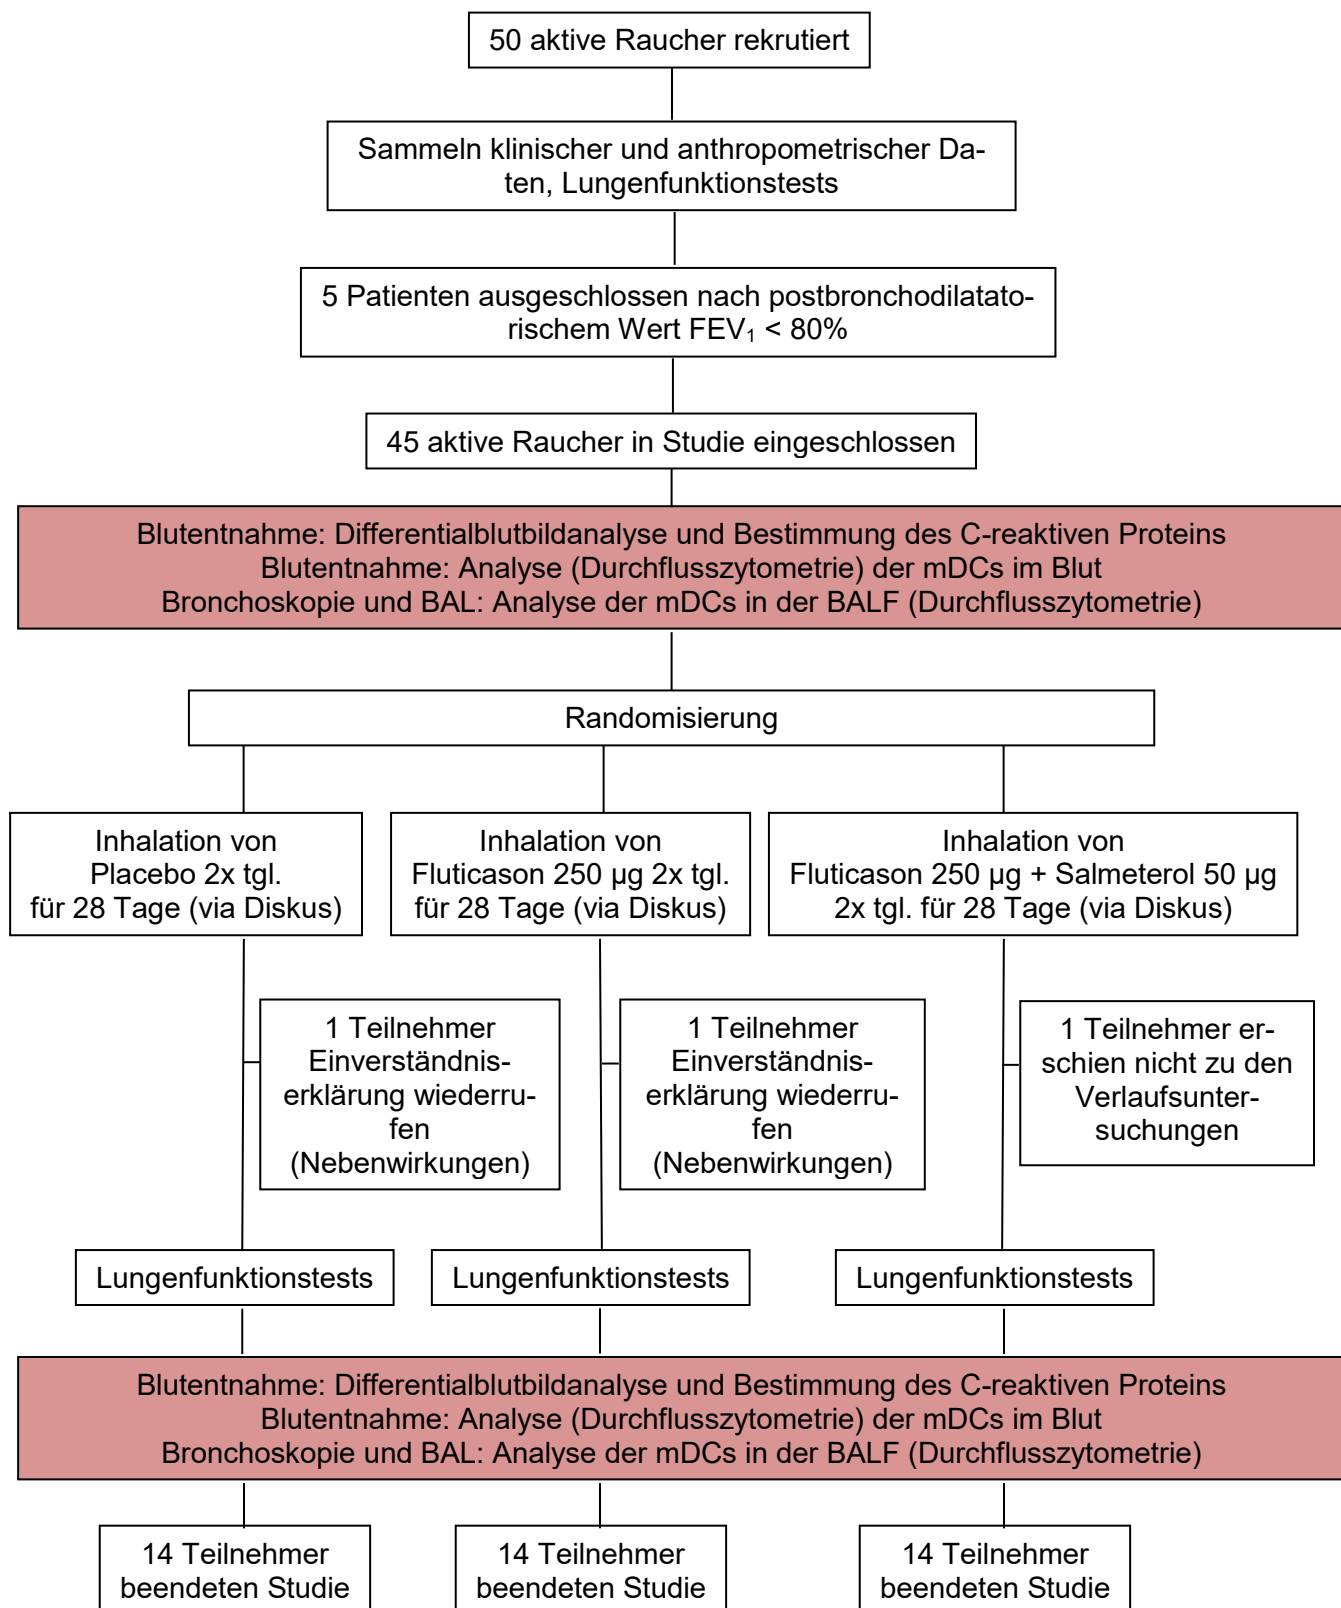 50 aktive Raucher rekrutiert
Sammeln klinischer und anthropometrischer Da-
ten, Lungenfunktionstests
5 Patienten ausgeschlossen nach postbronchodilatato-
rischem Wert FEV₁ < 80%
45 aktive Raucher in Studie eingeschlossen
Blutentnahme: Differentialblutbildanalyse und Bestimmung des C-reaktiven Proteins
Blutentnahme: Analyse (Durchflusszytometrie) der mDCs im Blut
Bronchoskopie und BAL: Analyse der mDCs in der BALF (Durchflusszytometrie)
Randomisierung
Inhalation von
Placebo 2x tgl.
für 28 Tage (via Diskus)
Inhalation von
Fluticason 250 µg 2x tgl.
für 28 Tage (via Diskus)
Inhalation von
Fluticason 250 µg + Salmeterol 50 µg
2x tgl. für 28 Tage (via Diskus)
1 Teilnehmer
Einverständnis-
erklärung wiederru-
fen
(Nebenwirkungen)
1 Teilnehmer
Einverständnis-
erklärung wiederru-
fen
(Nebenwirkungen)
1 Teilnehmer er-
schien nicht zu den
Verlaufsunter-
suchungen
Lungenfunktionstests
Lungenfunktionstests
Lungenfunktionstests
Blutentnahme: Differentialblutbildanalyse und Bestimmung des C-reaktiven Proteins
Blutentnahme: Analyse (Durchflusszytometrie) der mDCs im Blut
Bronchoskopie und BAL: Analyse der mDCs in der BALF (Durchflusszytometrie)
14 Teilnehmer
beendeten Studie
14 Teilnehmer
beendeten Studie
14 Teilnehmer
beendeten Studie